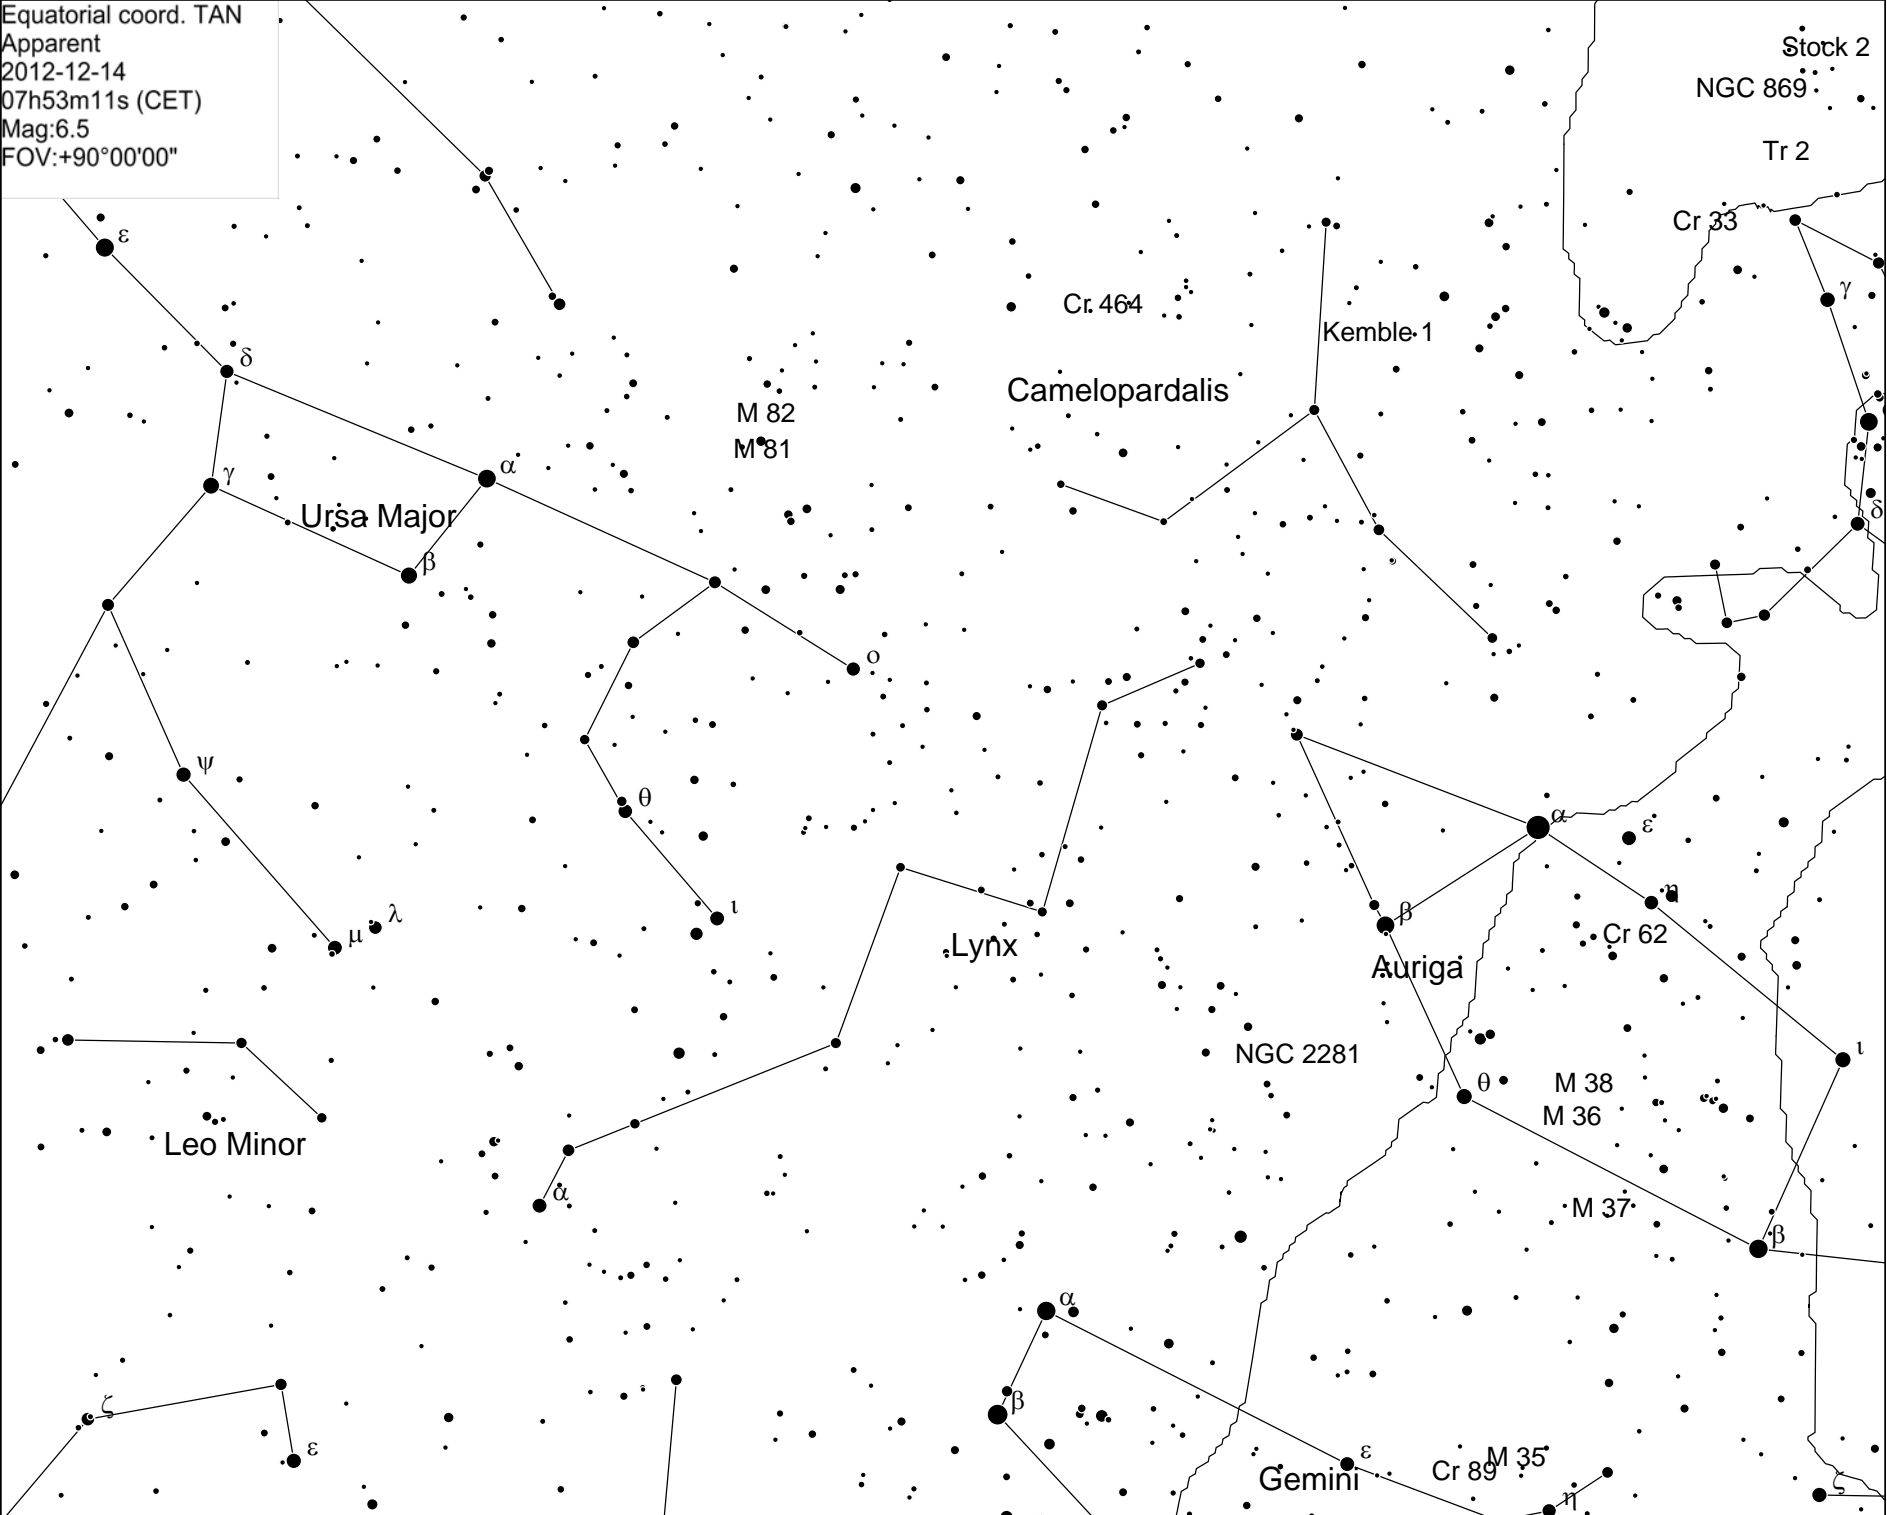 Equatorial coord. TAN
Apparent
2012-12-14
07h53m11s (CET)
Mag:6.5
FOV:+90°00'00"
Stock 2
NGC 869
Tr 2
Cr 33
ε
γ
Cr 464
Kemble 1
δ
Camelopardalis
M 82
M 81
α
γ
Ursa Major
δ
β
ο
ψ
θ
α
ε
η
ι
β
λ
μ
Cr 62
Lynx
Auriga
NGC 2281
ι
θ
M 38
M 36
Leo Minor
α
M 37
β
α
β
ζ
ε
ε
M 35
Cr 89
Gemini
ζ
η